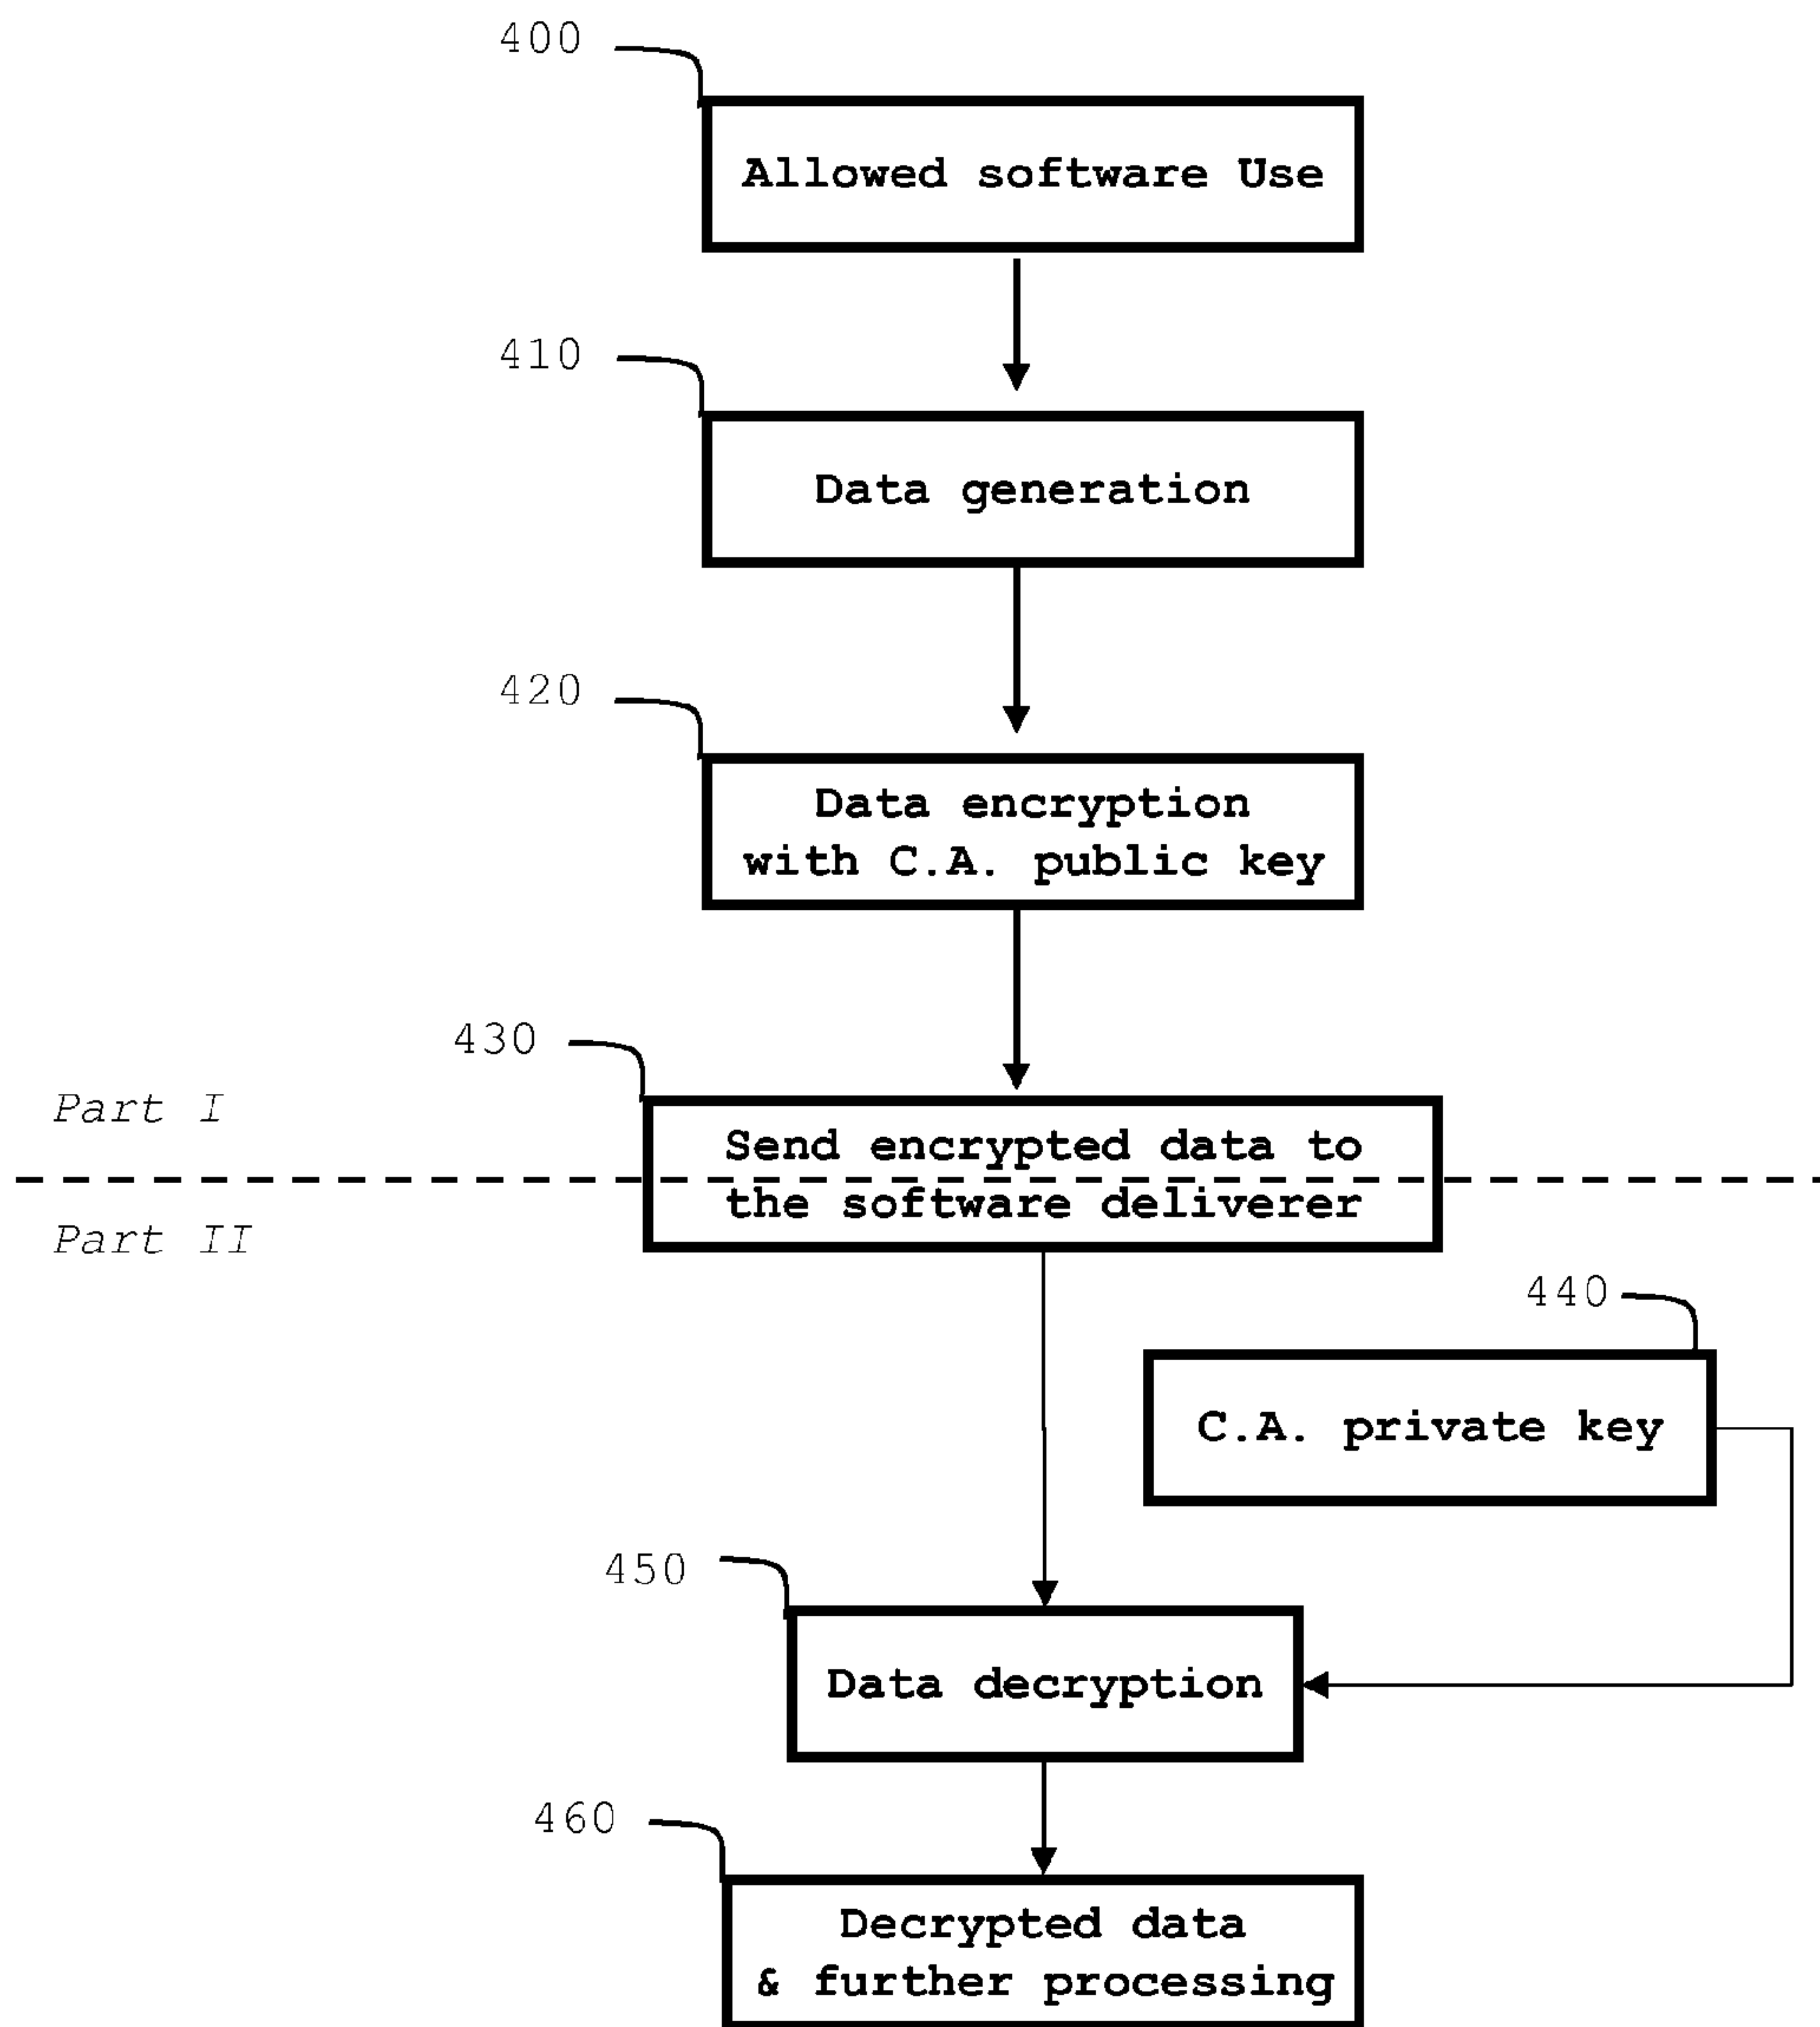 400
Allowed software Use
410
Data generation
420
Data encryption
with C.A. public key
430
Part I
Send encrypted data to
the software deliverer
Part II
440
C.A. private key
450
Data decryption
460
Decrypted data
& further processing